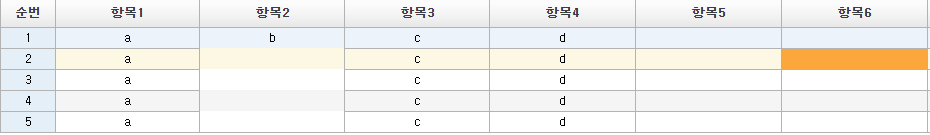 순번 항목1 항목2 항목3 항목4 항목5 항목6
1 a b c d
2 a c d
3 a c d
4 a c d
5 a c d